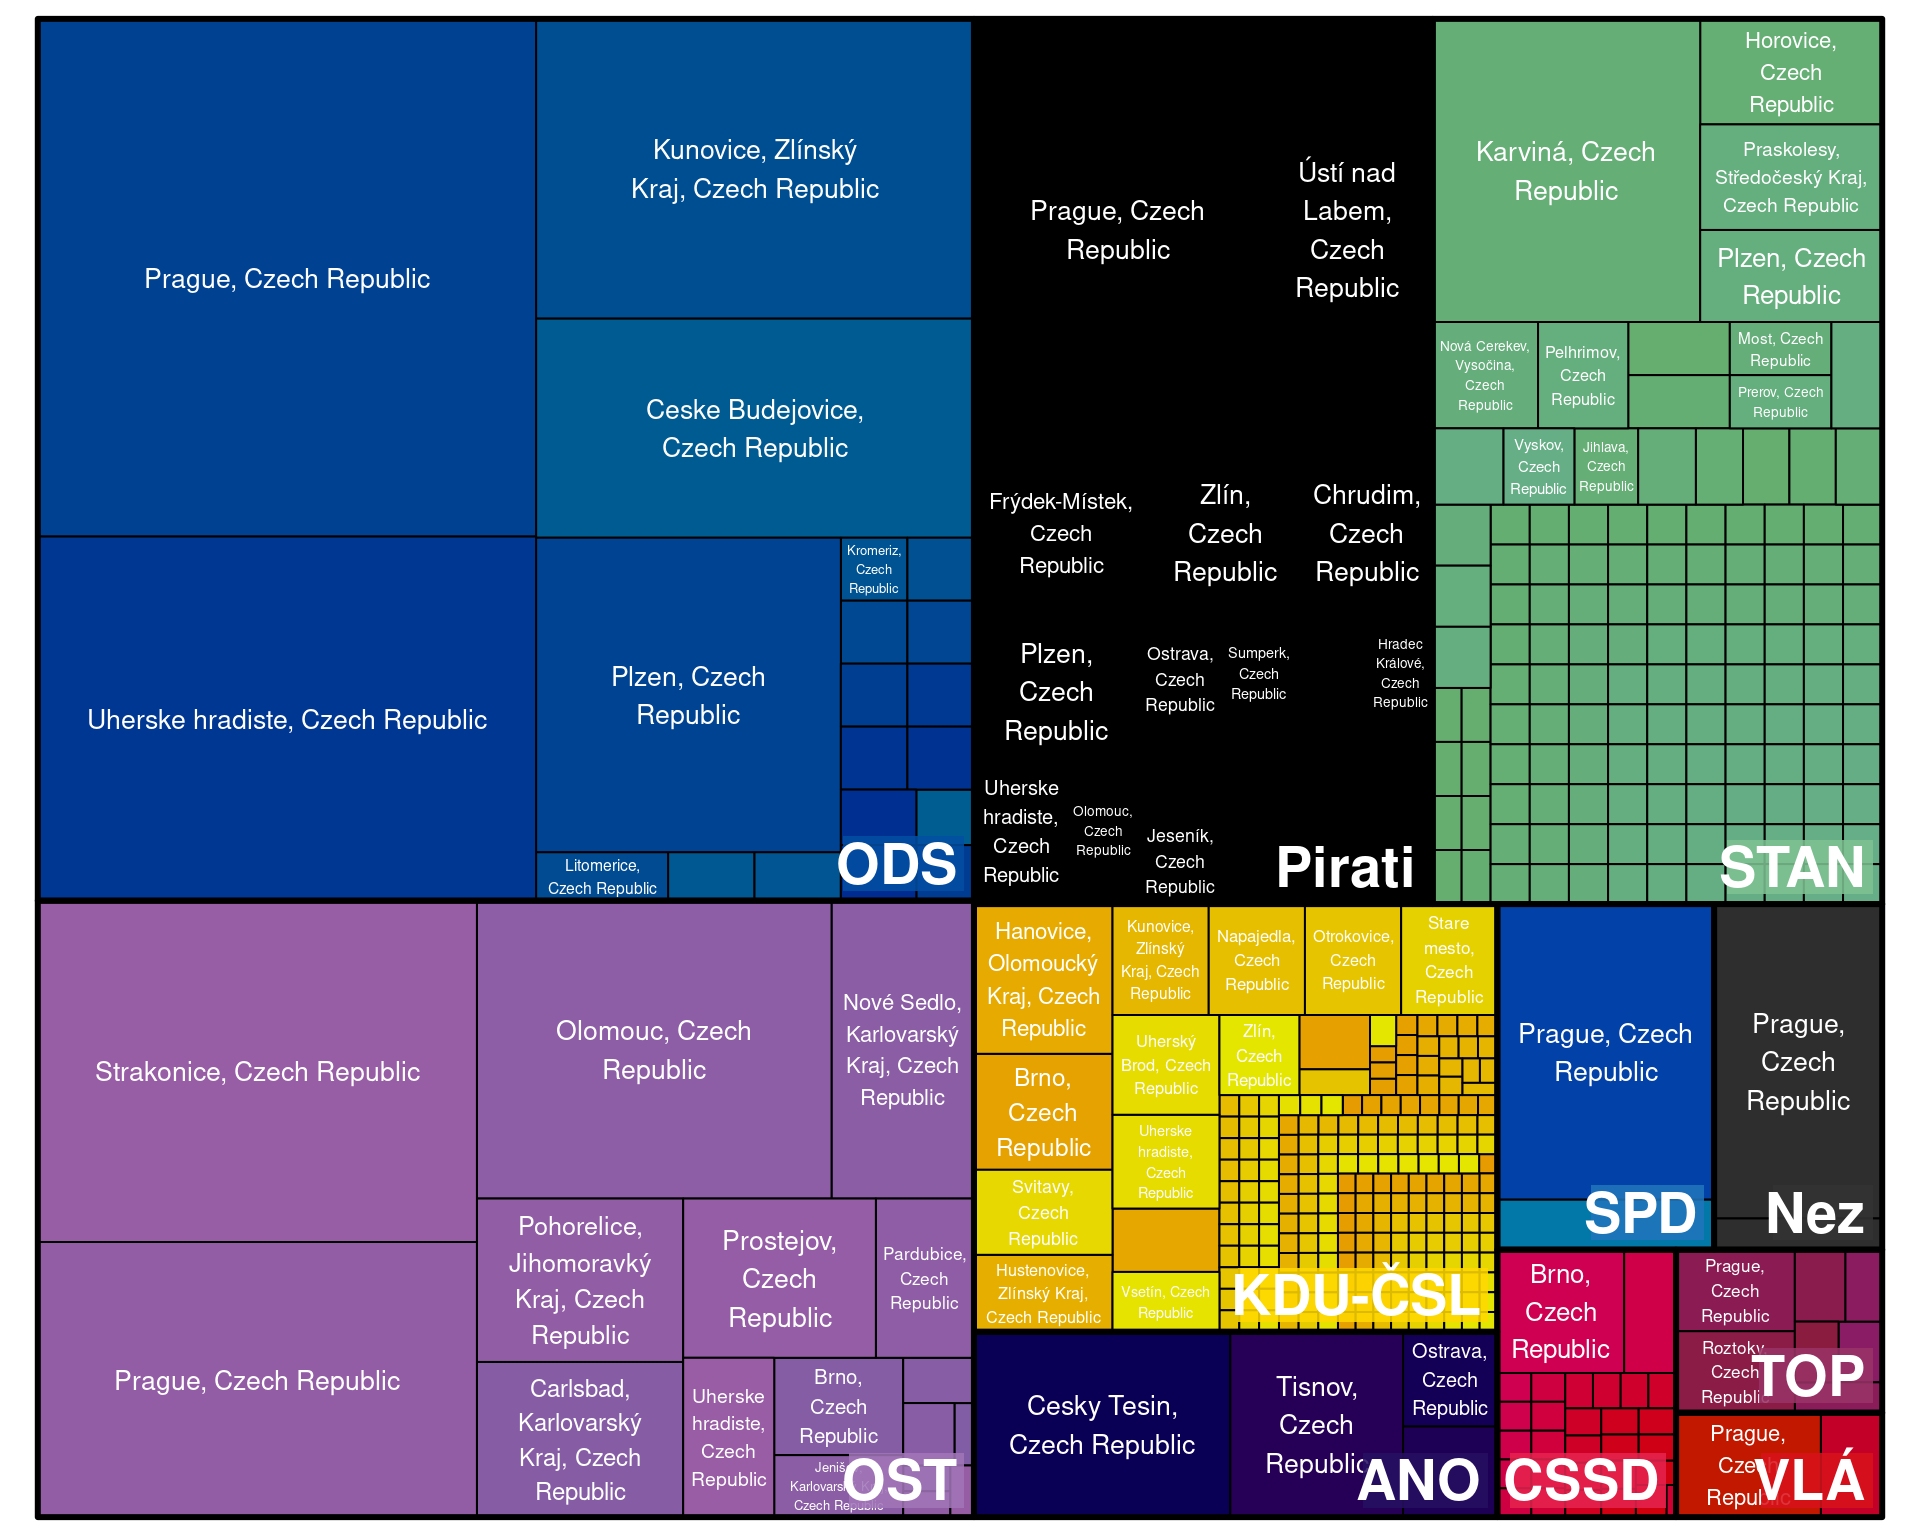 Prague, Czech Republic
Kunovice, Zlínský
Kraj, Czech Republic
Ceske Budejovice,
Czech Republic
Uherske hradiste, Czech Republic
Plzen, Czech
Republic
Kromeriz,
Czech
Republic
Litomerice,
Czech Republic
ODS
Prague, Czech
Republic
Ústí nad
Labem,
Czech
Republic
Frýdek-Místek,
Czech
Republic
Zlín,
Czech
Republic
Chrudim,
Czech
Republic
Plzen,
Czech
Republic
Ostrava,
Czech
Republic
Sumperk,
Czech
Republic
Hradec
Králové,
Czech
Republic
Uherske
hradiste,
Czech
Republic
Olomouc,
Czech
Republic
Jeseník,
Czech
Republic
Pirati
Karviná, Czech
Republic
Horovice,
Czech
Republic
Praskolesy,
Středočeský Kraj,
Czech Republic
Plzen, Czech
Republic
Nová Cerekev,
Vysočina,
Czech
Republic
Pelhrimov,
Czech
Republic
Most, Czech
Republic
Prerov, Czech
Republic
Vyskov,
Czech
Republic
Jihlava,
Czech
Republic
STAN
Strakonice, Czech Republic
Olomouc, Czech
Republic
Nové Sedlo,
Karlovarský
Kraj, Czech
Republic
Prague, Czech Republic
Pohorelice,
Jihomoravký
Kraj, Czech
Republic
Prostejov,
Czech
Republic
Pardubice,
Czech
Republic
Carlsbad,
Karlovarský
Kraj, Czech
Republic
Uherske
hradiste,
Czech
Republic
Brno,
Czech
Republic
Czech Republic
OST
Hanovice,
Olomoucký
Kraj, Czech
Republic
Kunovice,
Zlínský
Kraj, Czech
Republic
Napajedla,
Czech
Republic
Otrokovice,
Czech
Republic
Stare
mesto,
Czech
Republic
Brno,
Czech
Republic
Uherský
Brod, Czech
Republic
Zlín,
Czech
Republic
Svitavy,
Czech
Republic
Uherske
hradiste,
Czech
Republic
Hustenovice,
Zlínský Kraj,
Czech Republic
Vsetín, Czech
Republic
KDU-ČSL
Prague, Czech
Republic
SPD
Prague,
Czech
Republic
Nez
Cesky Tesin,
Czech Republic
Tisnov,
Czech
Republic
Ostrava,
Czech
Republic
ANO
Brno,
Czech
Republic
CSSD
Prague,
Czech
Republic
Roztoky,
Czech
Republic
TOP
Prague,
Czech
Republic
VLÁ